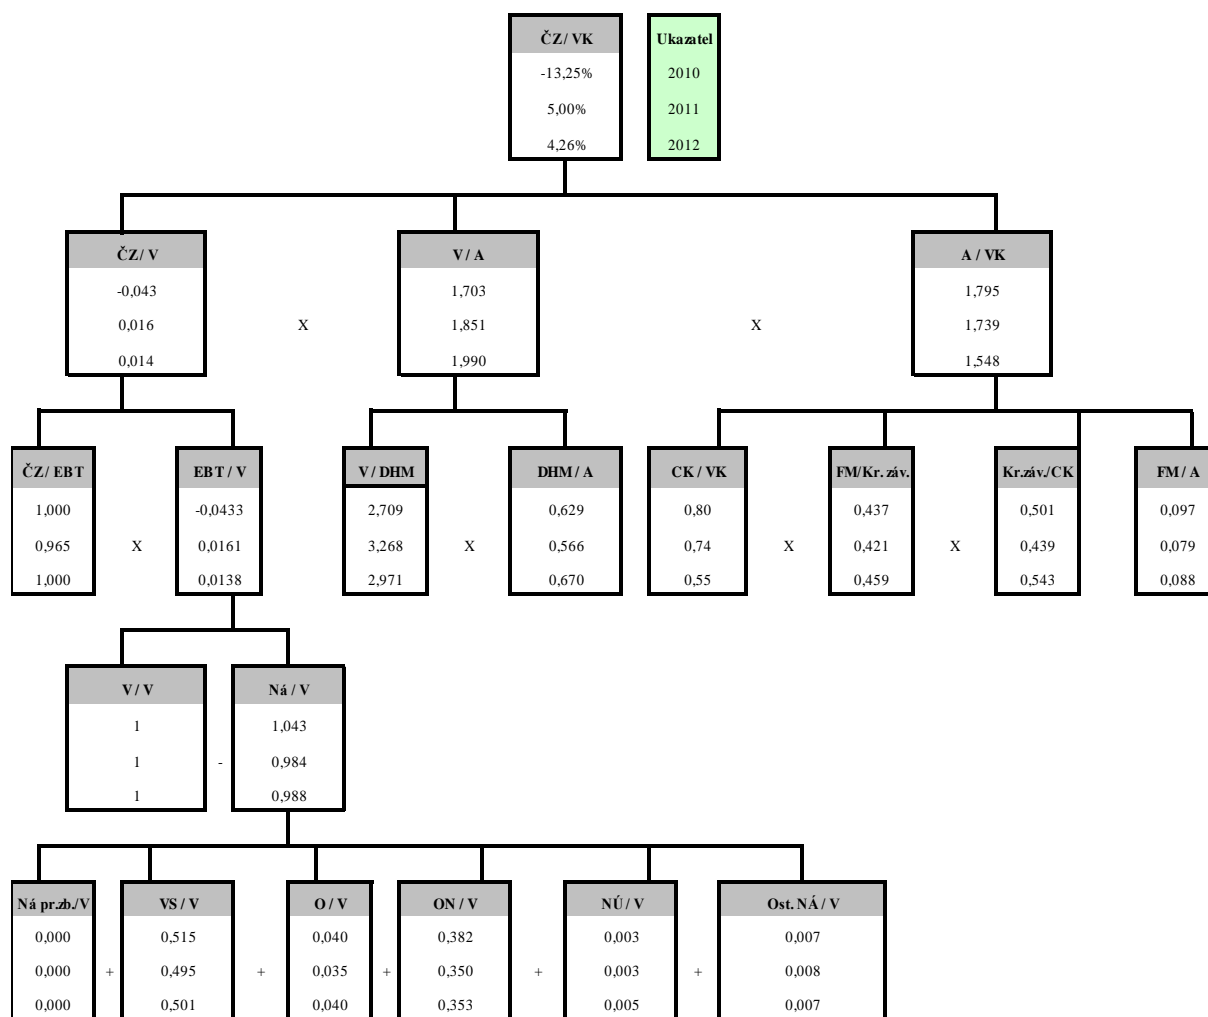 ČZ/ VK Ukazatel
-13,25% 2010
5,00% 2011
4,26% 2012
ČZ/ V V / A A / VK
-0,043 1,703 1,795
0,016 X 1,851 X 1,739
0,014 1,990 1,548
ČZ/ EBT EBT / V V / DHM DHM / A CK / VK FM/Kr. záv. Kr.záv./CK FM / A
1,000 -0,0433 2,709 0,629 0,80 0,437 0,501 0,097
0,965 X 0,0161 3,268 X 0,566 0,74 X 0,421 X 0,439 0,079
1,000 0,0138 2,971 0,670 0,55 0,459 0,543 0,088
V / V Ná / V
1 1,043
1 - 0,984
1 0,988
Ná pr.zb./V VS / V O / V ON / V NÚ / V Ost. NÁ / V
0,000 0,515 0,040 0,382 0,003 0,007
0,000 + 0,495 + 0,035 + 0,350 + 0,003 + 0,008
0,000 0,501 0,040 0,353 0,005 0,007